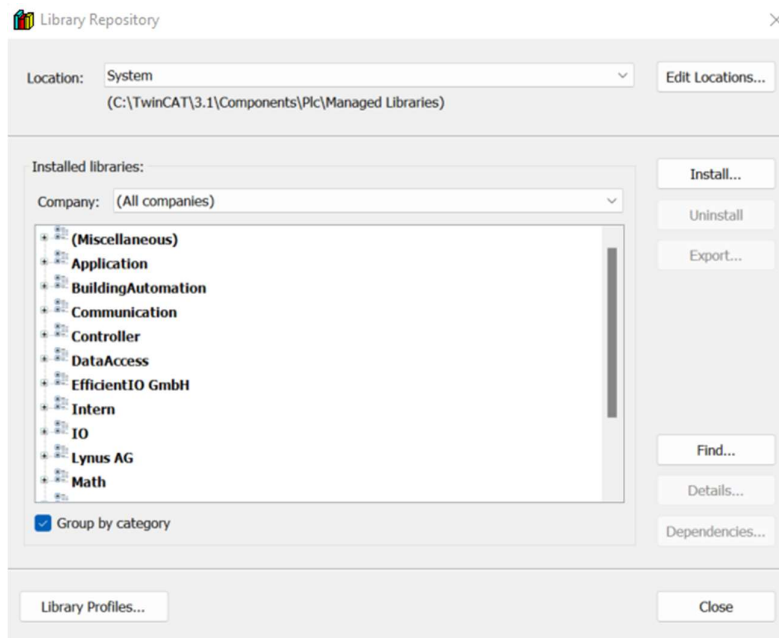 Library Repository
Location: System Edit Locations...
(C:\TwinCAT\3.1\Components\Plc\Managed Libraries)
Installed libraries:
Install...
Company: (All companies)
Uninstall
(Miscellaneous)
Export...
Application
BuildingAutomation
Communication
Controller
DataAccess
EfficientIO GmbH
Intern
IO
Find...
Lynus AG
Math
Details...
Group by category
Dependencies...
Library Profiles... Close